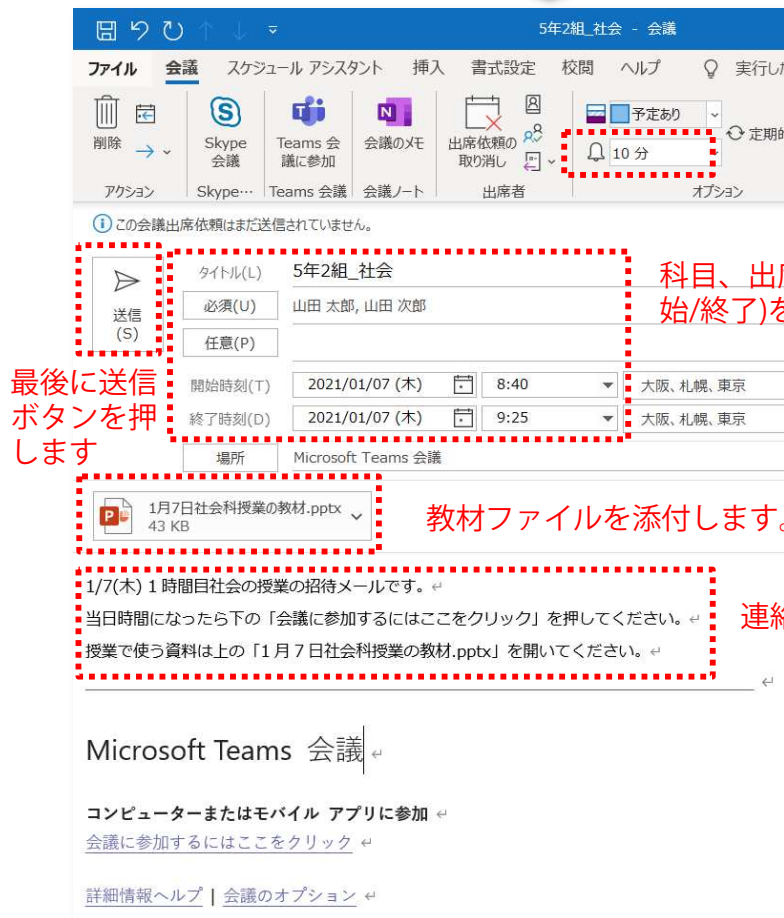 5年2組_社会 - 会議
ファイル 会議 スケジュール アシスタント 挿入 書式設定 校閲 ヘルプ 実行した
削除
Skype 会議
Teams 会議に参加
会議のメモ
出席依頼の取り消し
予定あり
10 分
定期的
アクション Skype… Teams 会議 会議ノート 出席者 オプション
この会議出席依頼はまだ送信されていません。
送信
(S)
タイトル(L) 5年2組_社会
必須(U) 山田 太郎, 山田 次郎
任意(P)
科目、出席
始/終了)を
開始時刻(T) 2021/01/07 (木) 8:40 大阪、札幌、東京
終了時刻(D) 2021/01/07 (木) 9:25 大阪、札幌、東京
場所 Microsoft Teams 会議
最後に送信
ボタンを押
します
1月7日社会科授業の教材.pptx
43 KB
教材ファイルを添付します。
1/7(木) 1 時間目社会の授業の招待メールです。
当日時間になったら下の「会議に参加するにはここをクリック」を押してください。
授業で使う資料は上の「1 月 7 日社会科授業の教材.pptx」を開いてください。
連絡
Microsoft Teams 会議
コンピューターまたはモバイル アプリに参加
会議に参加するにはここをクリック
詳細情報ヘルプ | 会議のオプション